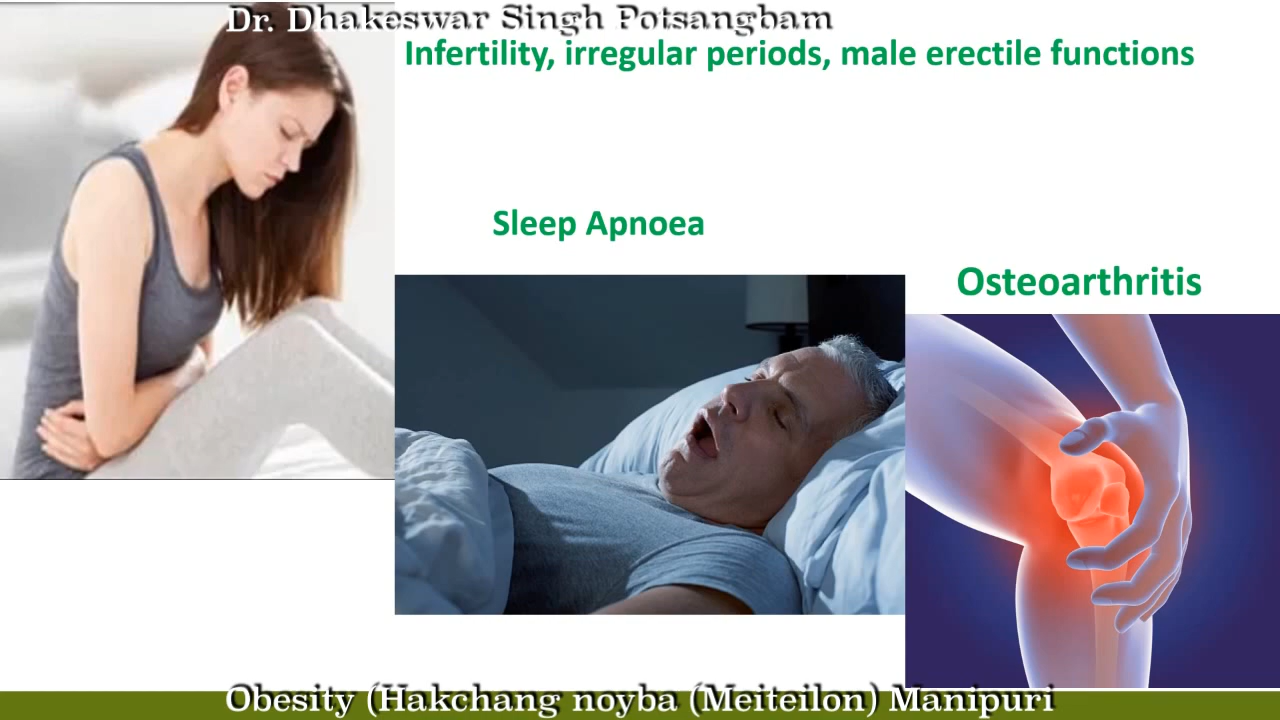 Dr. Dhakeswar Singh Potsangbam
Infertility, irregular periods, male erectile functions
Sleep Apnoea
Osteoarthritis
Obesity (Hakchang noyba (Meiteilon) Manipuri